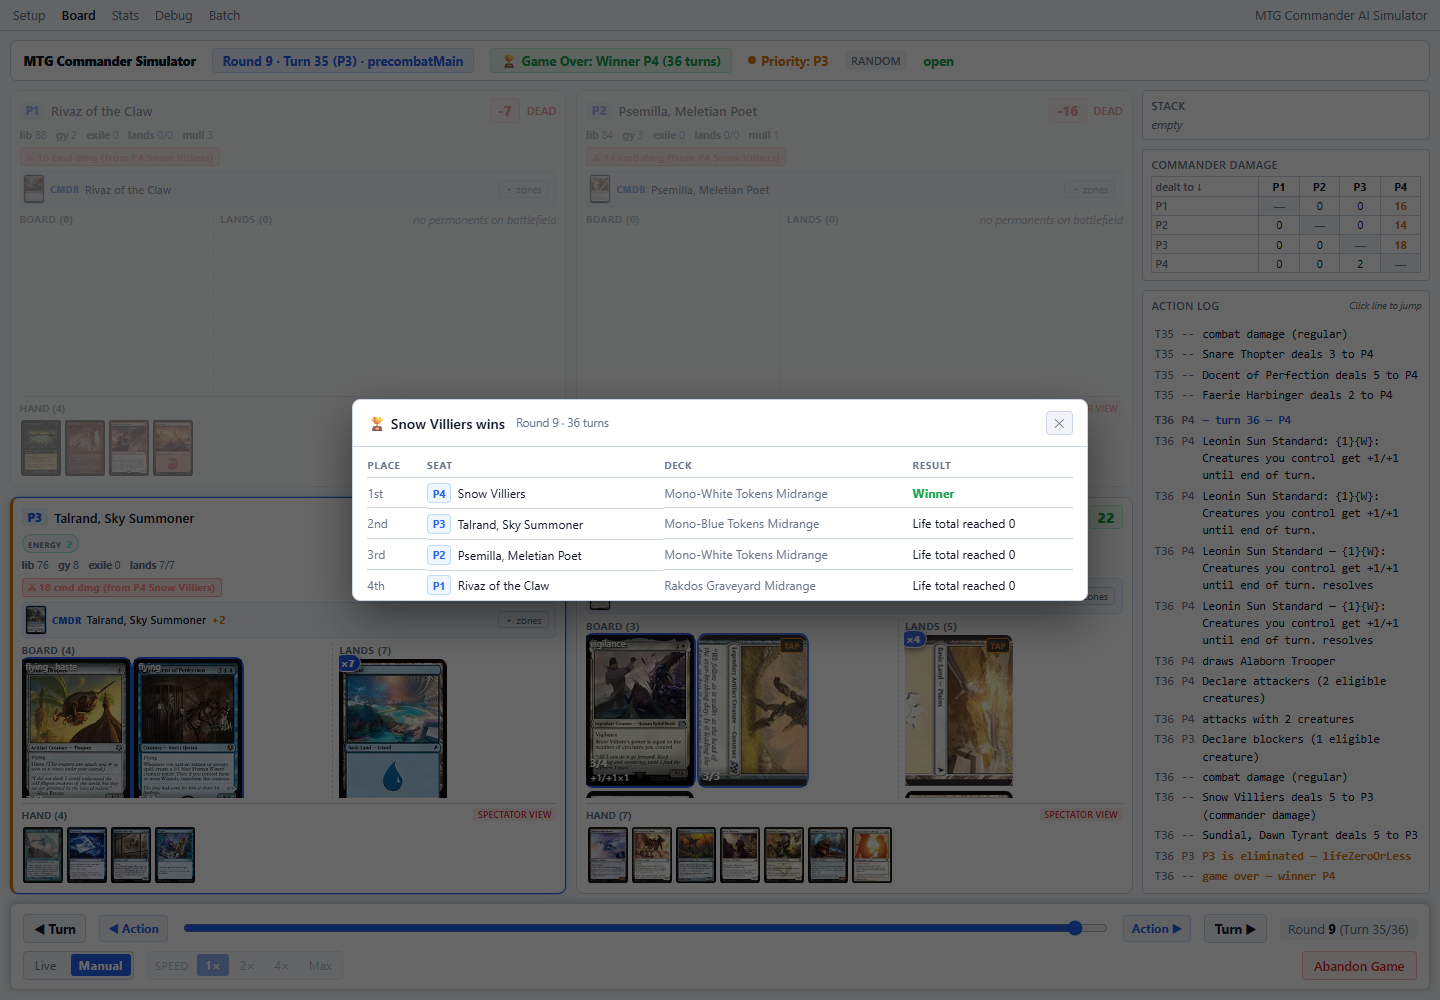 Setup Board Stats Debug Batch MTG Commander AI Simulator
MTG Commander Simulator Round 9 · Turn 35 (P3) · precombatMain 🏆 Game Over: Winner P4 (36 turns) Priority: P3 RANDOM open
P1 Rivaz of the Claw -7 DEAD
lib 88 gy 2 exile 0 lands 0/0 mull 3
16 cmd dmg (from P4 Snow Villiers)
CMDR Rivaz of the Claw + zones
BOARD (0) LANDS (0) no permanents on battlefield
HAND (4)
P2 Psemilla, Meletian Poet -16 DEAD
lib 84 gy 3 exile 0 lands 0/0 mull 1
14 cmd dmg (from P4 Snow Villiers)
CMDR Psemilla, Meletian Poet + zones
BOARD (0) LANDS (0) no permanents on battlefield
R VIEW
STACK
empty
COMMANDER DAMAGE
dealt to ↓ P1 P2 P3 P4
P1 — 0 0 16
P2 0 — 0 14
P3 0 0 — 18
P4 0 0 2 —
ACTION LOG Click line to jump
T35 -- combat damage (regular)
T35 -- Snare Thopter deals 3 to P4
T35 -- Docent of Perfection deals 5 to P4
T35 -- Faerie Harbinger deals 2 to P4
T36 P4 — turn 36 — P4
T36 P4 Leonin Sun Standard: {1}{W}:
Creatures you control get +1/+1
until end of turn.
T36 P4 Leonin Sun Standard: {1}{W}:
Creatures you control get +1/+1
until end of turn.
T36 P4 Leonin Sun Standard — {1}{W}:
Creatures you control get +1/+1
until end of turn. resolves
T36 P4 Leonin Sun Standard — {1}{W}:
Creatures you control get +1/+1
until end of turn. resolves
T36 P4 draws Alaborn Trooper
T36 P4 Declare attackers (2 eligible
creatures)
T36 P4 attacks with 2 creatures
T36 P3 Declare blockers (1 eligible
creature)
T36 -- combat damage (regular)
T36 -- Snow Villiers deals 5 to P3
(commander damage)
T36 -- Sundial, Dawn Tyrant deals 5 to P3
T36 P3 P3 is eliminated — lifeZeroOrLess
T36 -- game over — winner P4
🏆 Snow Villiers wins Round 9 · 36 turns
PLACE SEAT DECK RESULT
1st P4 Snow Villiers Mono-White Tokens Midrange Winner
2nd P3 Talrand, Sky Summoner Mono-Blue Tokens Midrange Life total reached 0
3rd P2 Psemilla, Meletian Poet Mono-White Tokens Midrange Life total reached 0
4th P1 Rivaz of the Claw Rakdos Graveyard Midrange Life total reached 0
P3 Talrand, Sky Summoner
ENERGY 2
lib 76 gy 8 exile 0 lands 7/7
18 cmd dmg (from P4 Snow Villiers)
CMDR Talrand, Sky Summoner +2 + zones
BOARD (4) LANDS (7)
flying · haste flying x7
HAND (4) SPECTATOR VIEW
22
ones
BOARD (3) LANDS (5)
vigilance TAP x4 TAP
Vigilance
3/4
+1/+1x1 3/3
HAND (7) SPECTATOR VIEW
◀ Turn ◀ Action Action ▶ Turn ▶ Round 9 (Turn 35/36)
Live Manual SPEED 1× 2× 4× Max Abandon Game